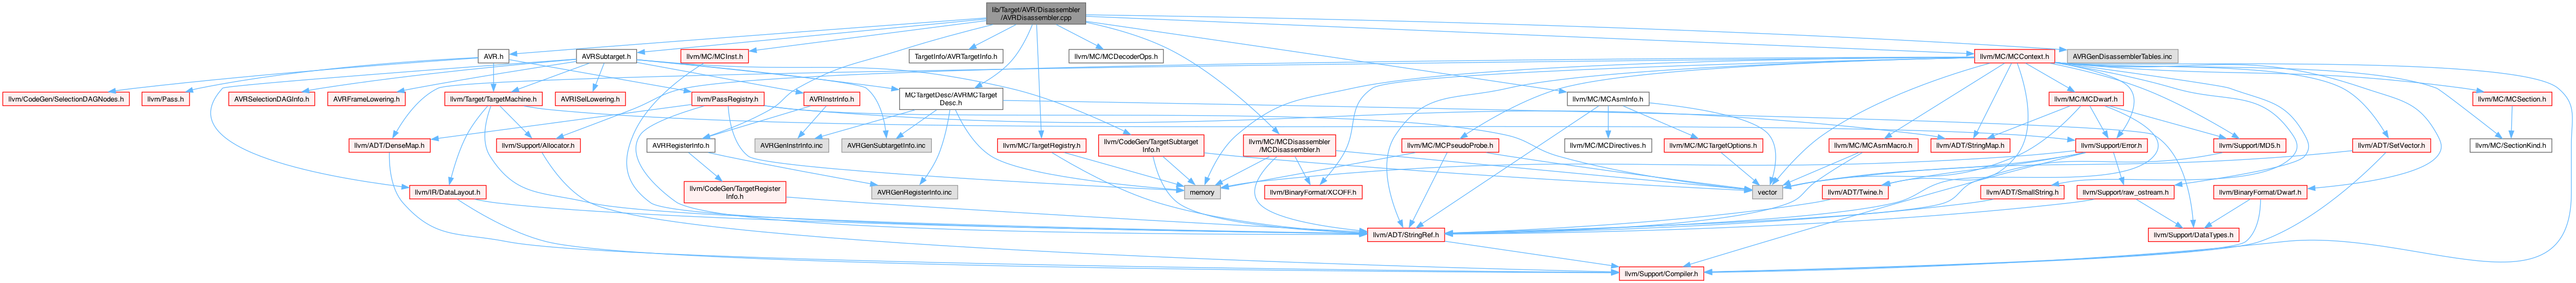 lib/Target/AVR/Disassembler
/AVRDisassembler.cpp
AVR.h
AVRSubtarget.h
llvm/MC/MCInst.h
TargetInfo/AVRTargetInfo.h
llvm/MC/MCDecoderOps.h
llvm/MC/MCContext.h
AVRGenDisassemblerTables.inc
llvm/CodeGen/SelectionDAGNodes.h
llvm/Pass.h
AVRSelectionDAGInfo.h
AVRFrameLowering.h
llvm/Target/TargetMachine.h
AVRISelLowering.h
llvm/PassRegistry.h
AVRInstrInfo.h
MCTargetDesc/AVRMCTarget
Desc.h
llvm/MC/MCAsmInfo.h
llvm/MC/MCDwarf.h
llvm/MC/MCSection.h
llvm/ADT/DenseMap.h
llvm/Support/Allocator.h
AVRRegisterInfo.h
AVRGenInstrInfo.inc
AVRGenSubtargetInfo.inc
llvm/MC/TargetRegistry.h
llvm/CodeGen/TargetSubtarget
Info.h
llvm/MC/MCDisassembler
/MCDisassembler.h
llvm/MC/MCPseudoProbe.h
llvm/MC/MCDirectives.h
llvm/MC/MCTargetOptions.h
llvm/MC/MCAsmMacro.h
llvm/ADT/StringMap.h
llvm/Support/Error.h
llvm/Support/MD5.h
llvm/ADT/SetVector.h
llvm/MC/SectionKind.h
llvm/IR/DataLayout.h
llvm/CodeGen/TargetRegister
Info.h
AVRGenRegisterInfo.inc
memory
llvm/BinaryFormat/XCOFF.h
vector
llvm/ADT/Twine.h
llvm/ADT/SmallString.h
llvm/Support/raw_ostream.h
llvm/BinaryFormat/Dwarf.h
llvm/ADT/StringRef.h
llvm/Support/DataTypes.h
llvm/Support/Compiler.h